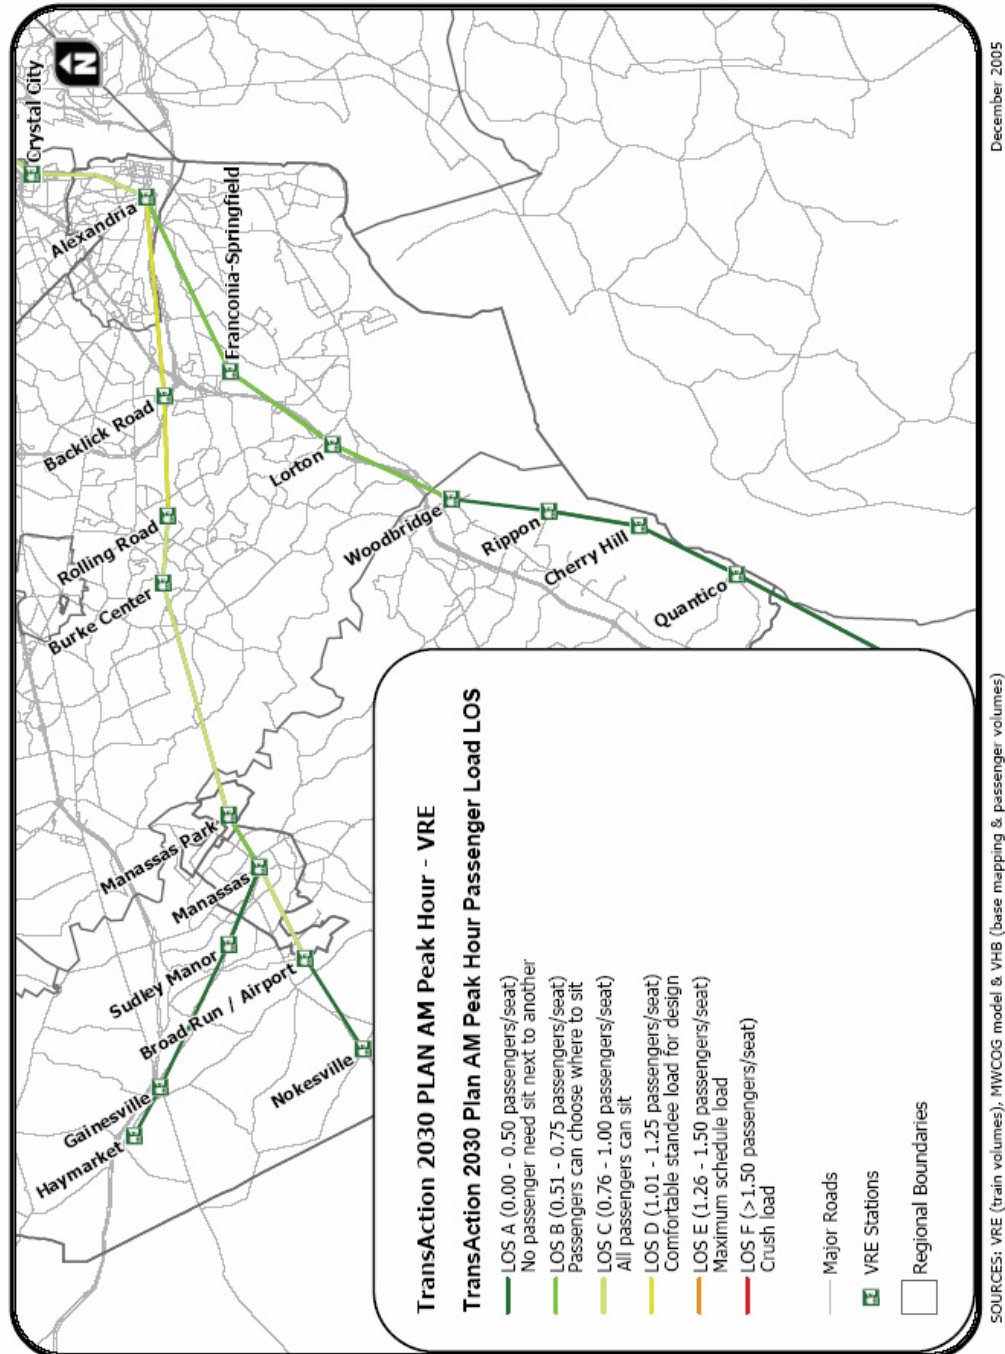 Crystal City
N
Alexandria
Franconia-Springfield
Backlick Road
Lorton
Rolling Road
Woodbridge
Burke Center
Rippon
Cherry Hill
Quantico
Manassas Park
Manassas
Sudley Manor
Broad Run / Airport
Gainesville
Haymarket
Nokesville
TransAction 2030 PLAN AM Peak Hour - VRE
TransAction 2030 Plan AM Peak Hour Passenger Load LOS
LOS A (0.00 - 0.50 passengers/seat)
No passenger need sit next to another
LOS B (0.51 - 0.75 passengers/seat)
Passengers can choose where to sit
LOS C (0.76 - 1.00 passengers/seat)
All passengers can sit
LOS D (1.01 - 1.25 passengers/seat)
Comfortable standee load for design
LOS E (1.26 - 1.50 passengers/seat)
Maximum schedule load
LOS F (>1.50 passengers/seat)
Crush load
Major Roads
VRE Stations
Regional Boundaries
SOURCES: VRE (train volumes), MWCOG model & VHB (base mapping & passenger volumes)
December 2005